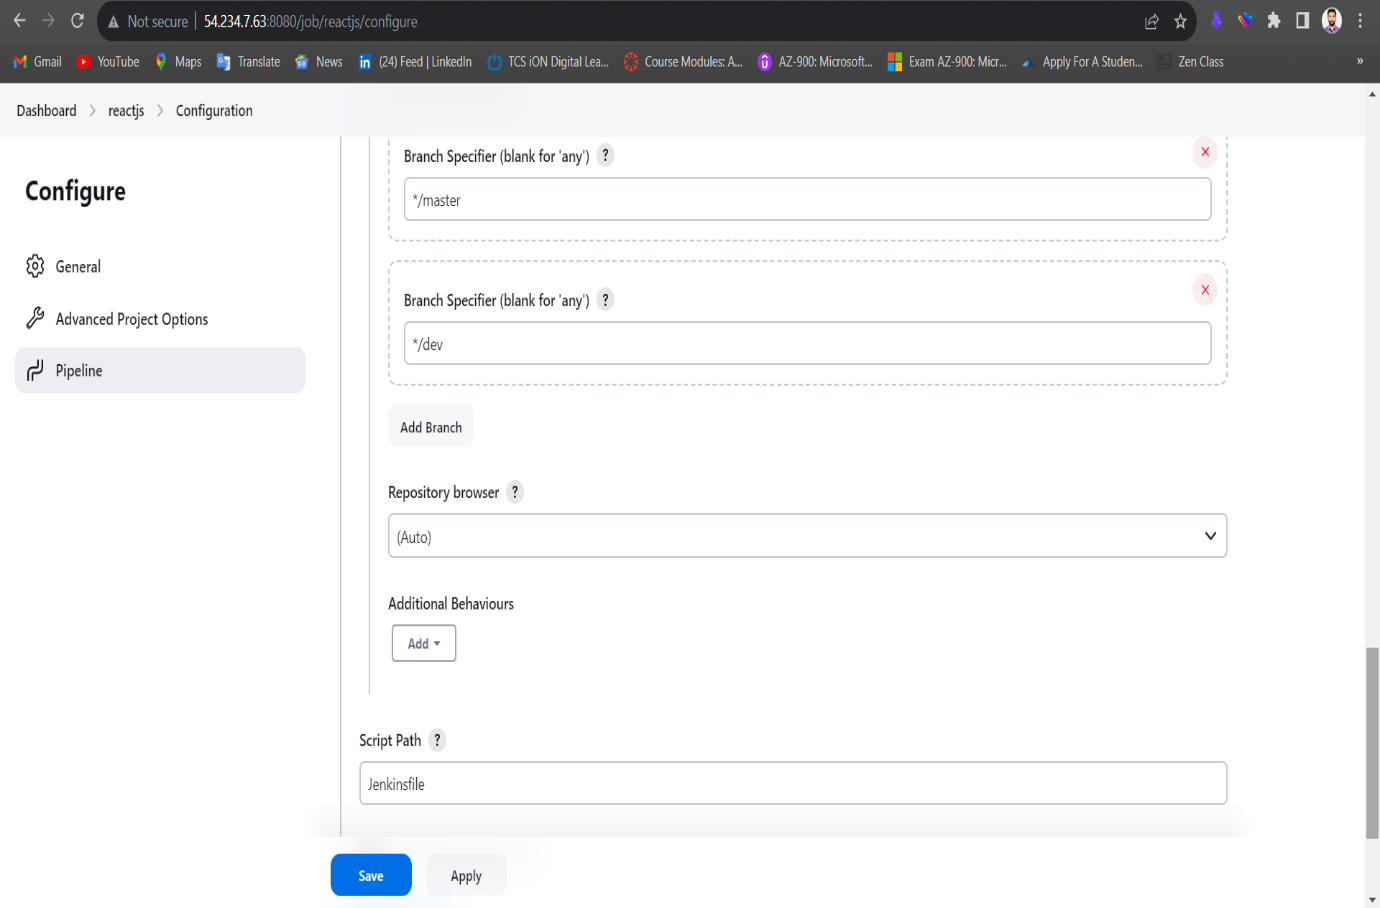 Not secure 54.234.7.63:8080/job/reactjs/configure
Gmail YouTube Maps Translate News (24) Feed | LinkedIn TCS iON Digital Lea... Course Modules: A... AZ-900: Microsoft... Exam AZ-900: Micr... Apply For A Studen... Zen Class »
Dashboard > reactjs > Configuration
Configure
General
Advanced Project Options
Pipeline
Branch Specifier (blank for 'any') ? X
*/master
Branch Specifier (blank for 'any') ? X
*/dev
Add Branch
Repository browser ?
(Auto)
Additional Behaviours
Add
Script Path ?
Jenkinsfile
Save Apply